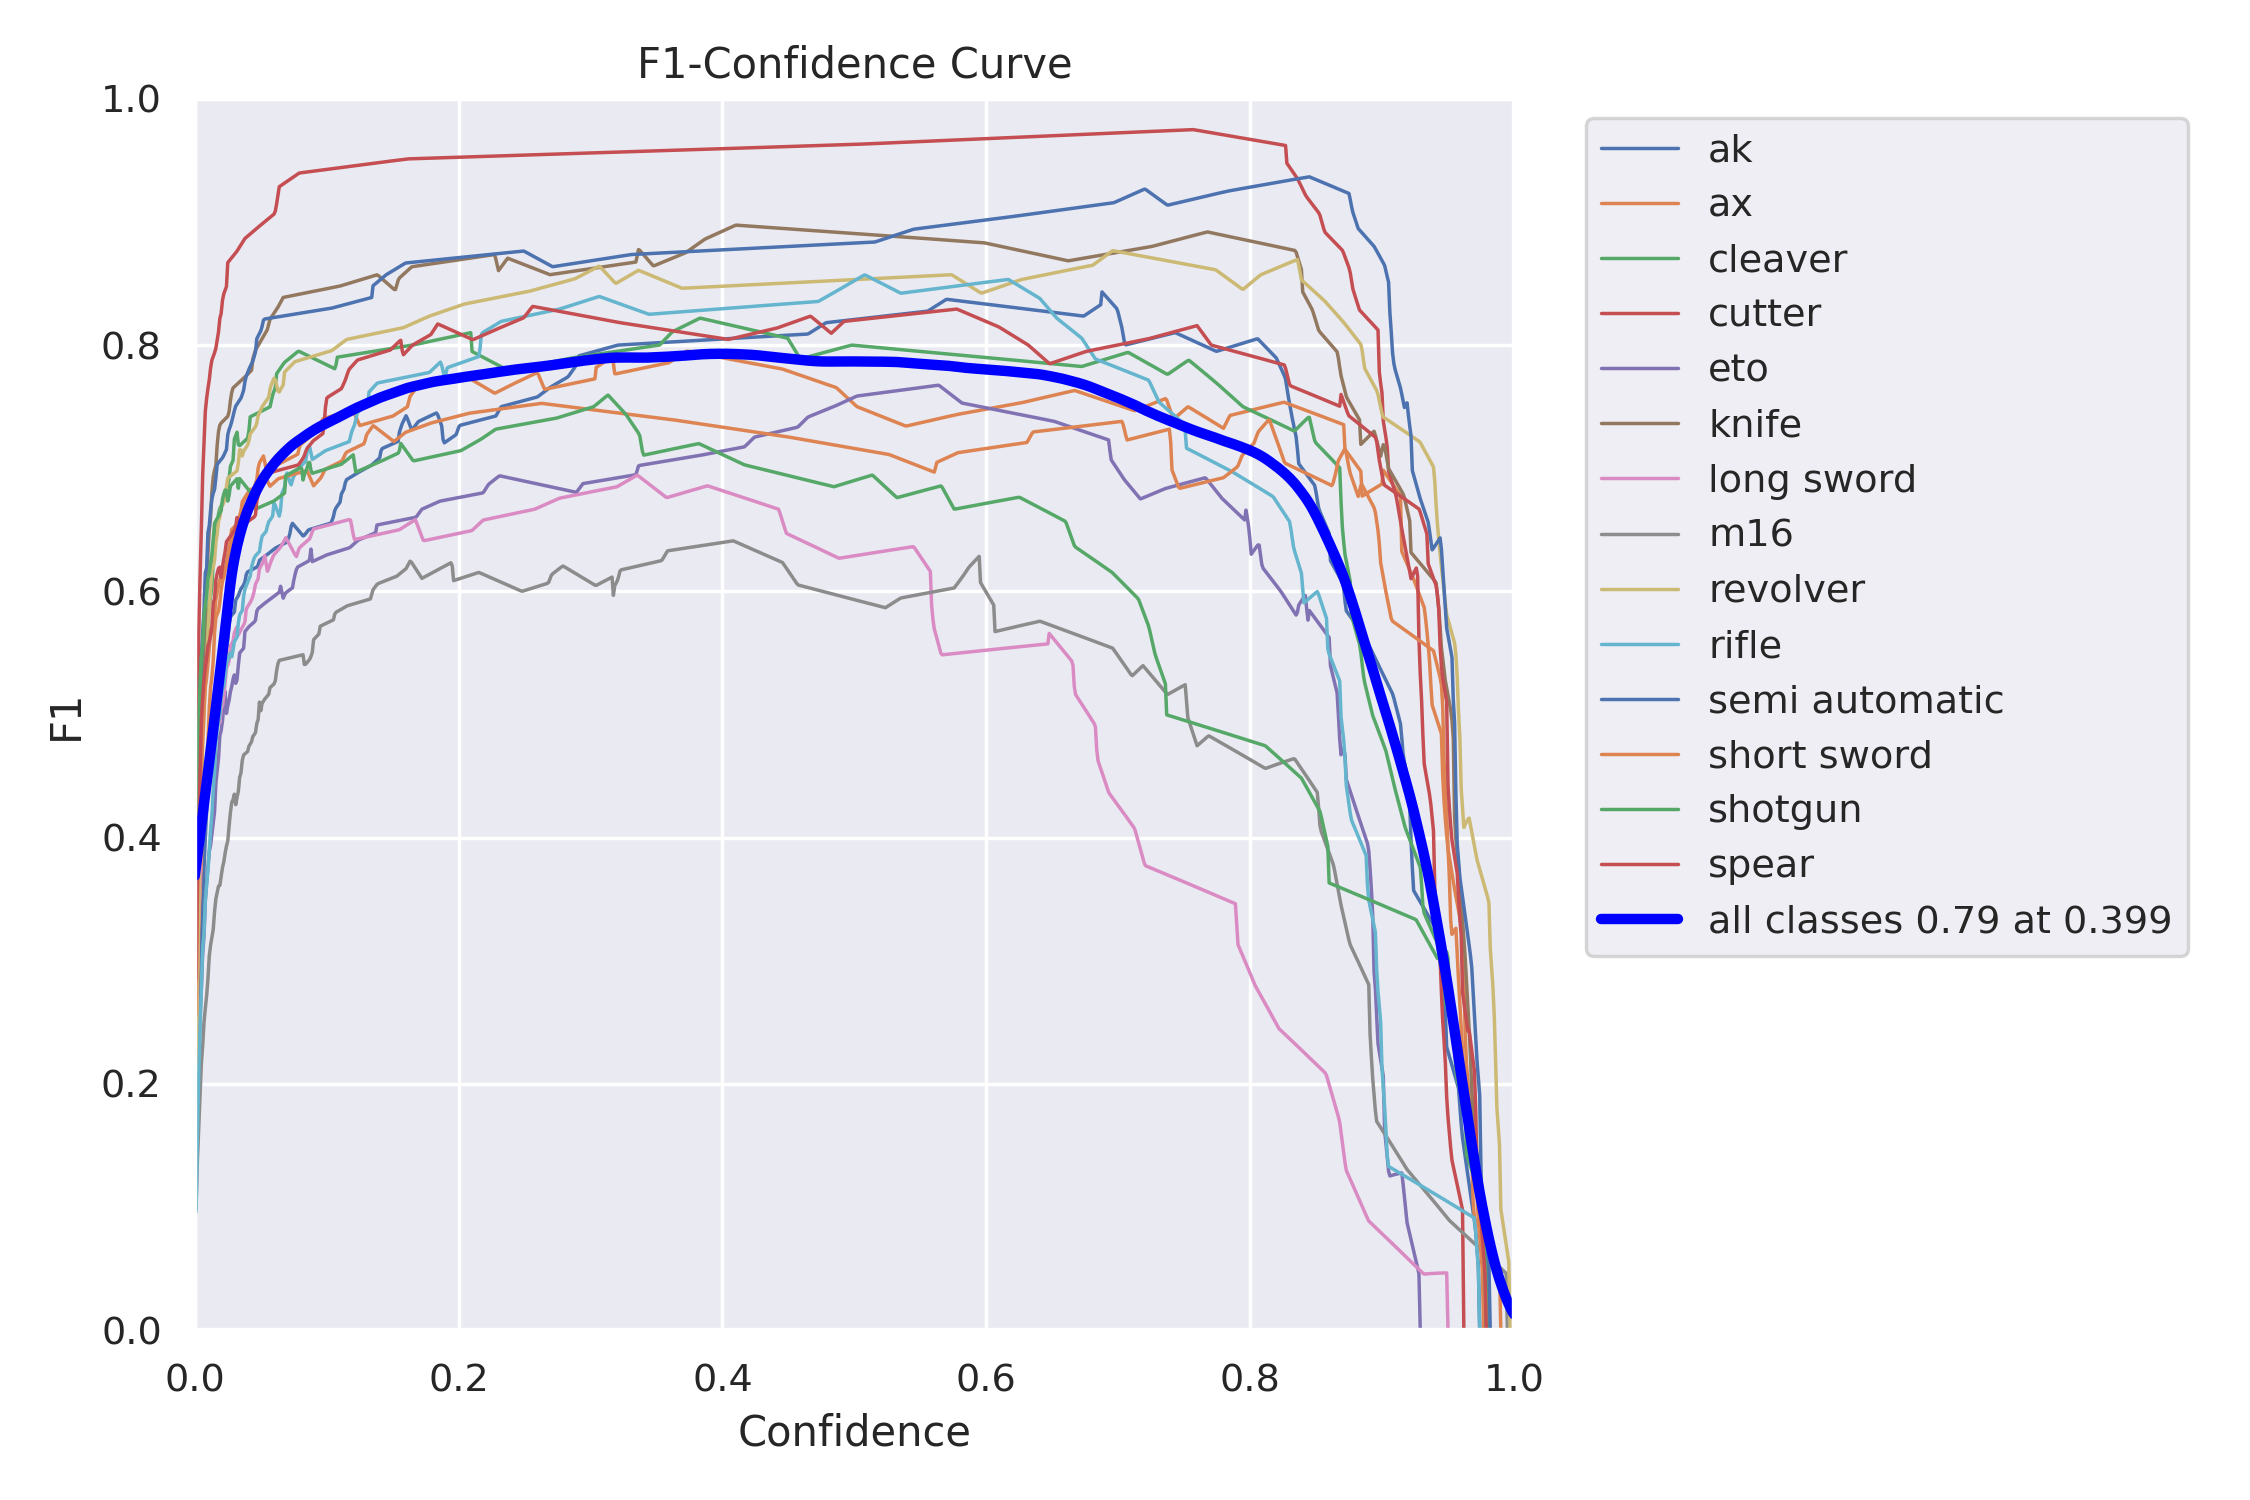 F1-Confidence Curve
1.0
0.8
0.6
0.4
0.2
0.0
F1
0.0 0.2 0.4 0.6 0.8 1.0
Confidence
ak
ax
cleaver
cutter
eto
knife
long sword
m16
revolver
rifle
semi automatic
short sword
shotgun
spear
all classes 0.79 at 0.399